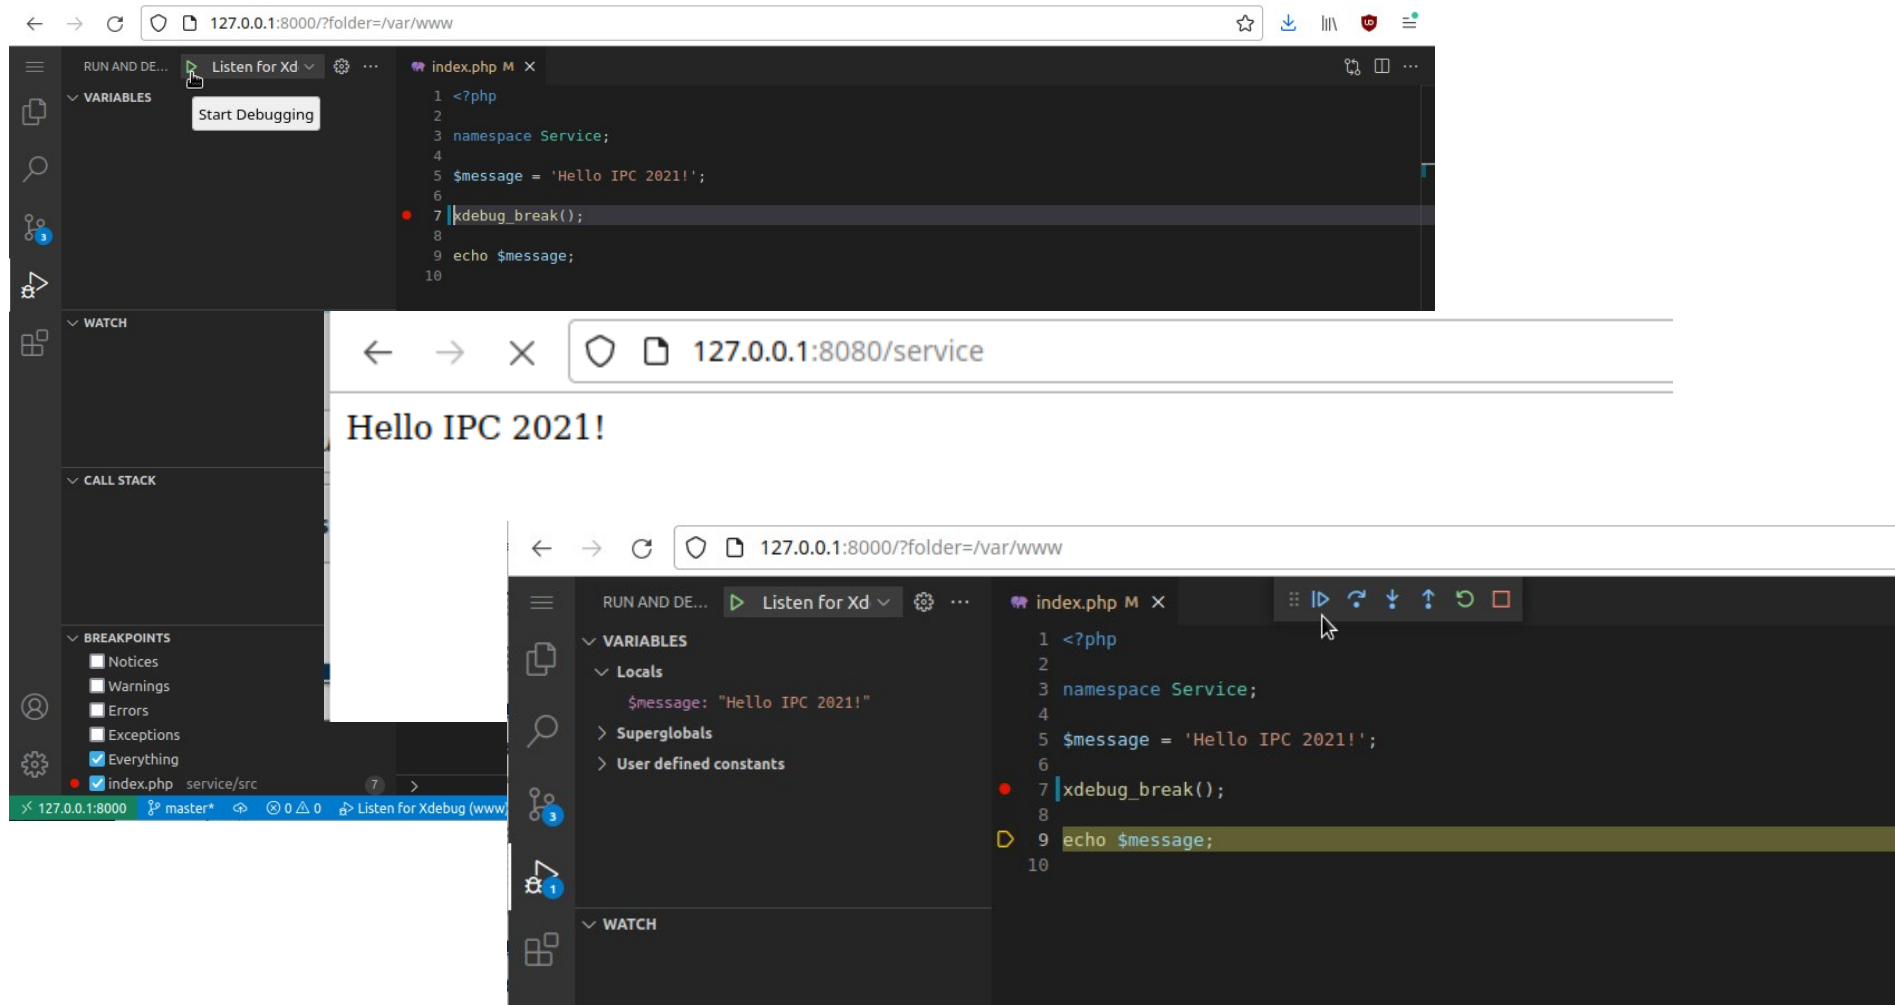 127.0.0.1:8000/?folder=/var/www
RUN AND DE... Listen for Xd
index.php M
VARIABLES
Start Debugging
1 <?php
2
3 namespace Service;
4
5 $message = 'Hello IPC 2021!';
6
7 xdebug_break();
8
9 echo $message;
10
3
WATCH
CALL STACK
BREAKPOINTS
Notices
Warnings
Errors
Exceptions
Everything
index.php service/src 7
127.0.0.1:8000 master* 0 0 Listen for Xdebug (www)
127.0.0.1:8080/service
Hello IPC 2021!
127.0.0.1:8000/?folder=/var/www
RUN AND DE... Listen for Xd
index.php M
VARIABLES
Locals
$message: "Hello IPC 2021!"
Superglobals
User defined constants
3
1
WATCH
1 <?php
2
3 namespace Service;
4
5 $message = 'Hello IPC 2021!';
6
7 xdebug_break();
8
9 echo $message;
10